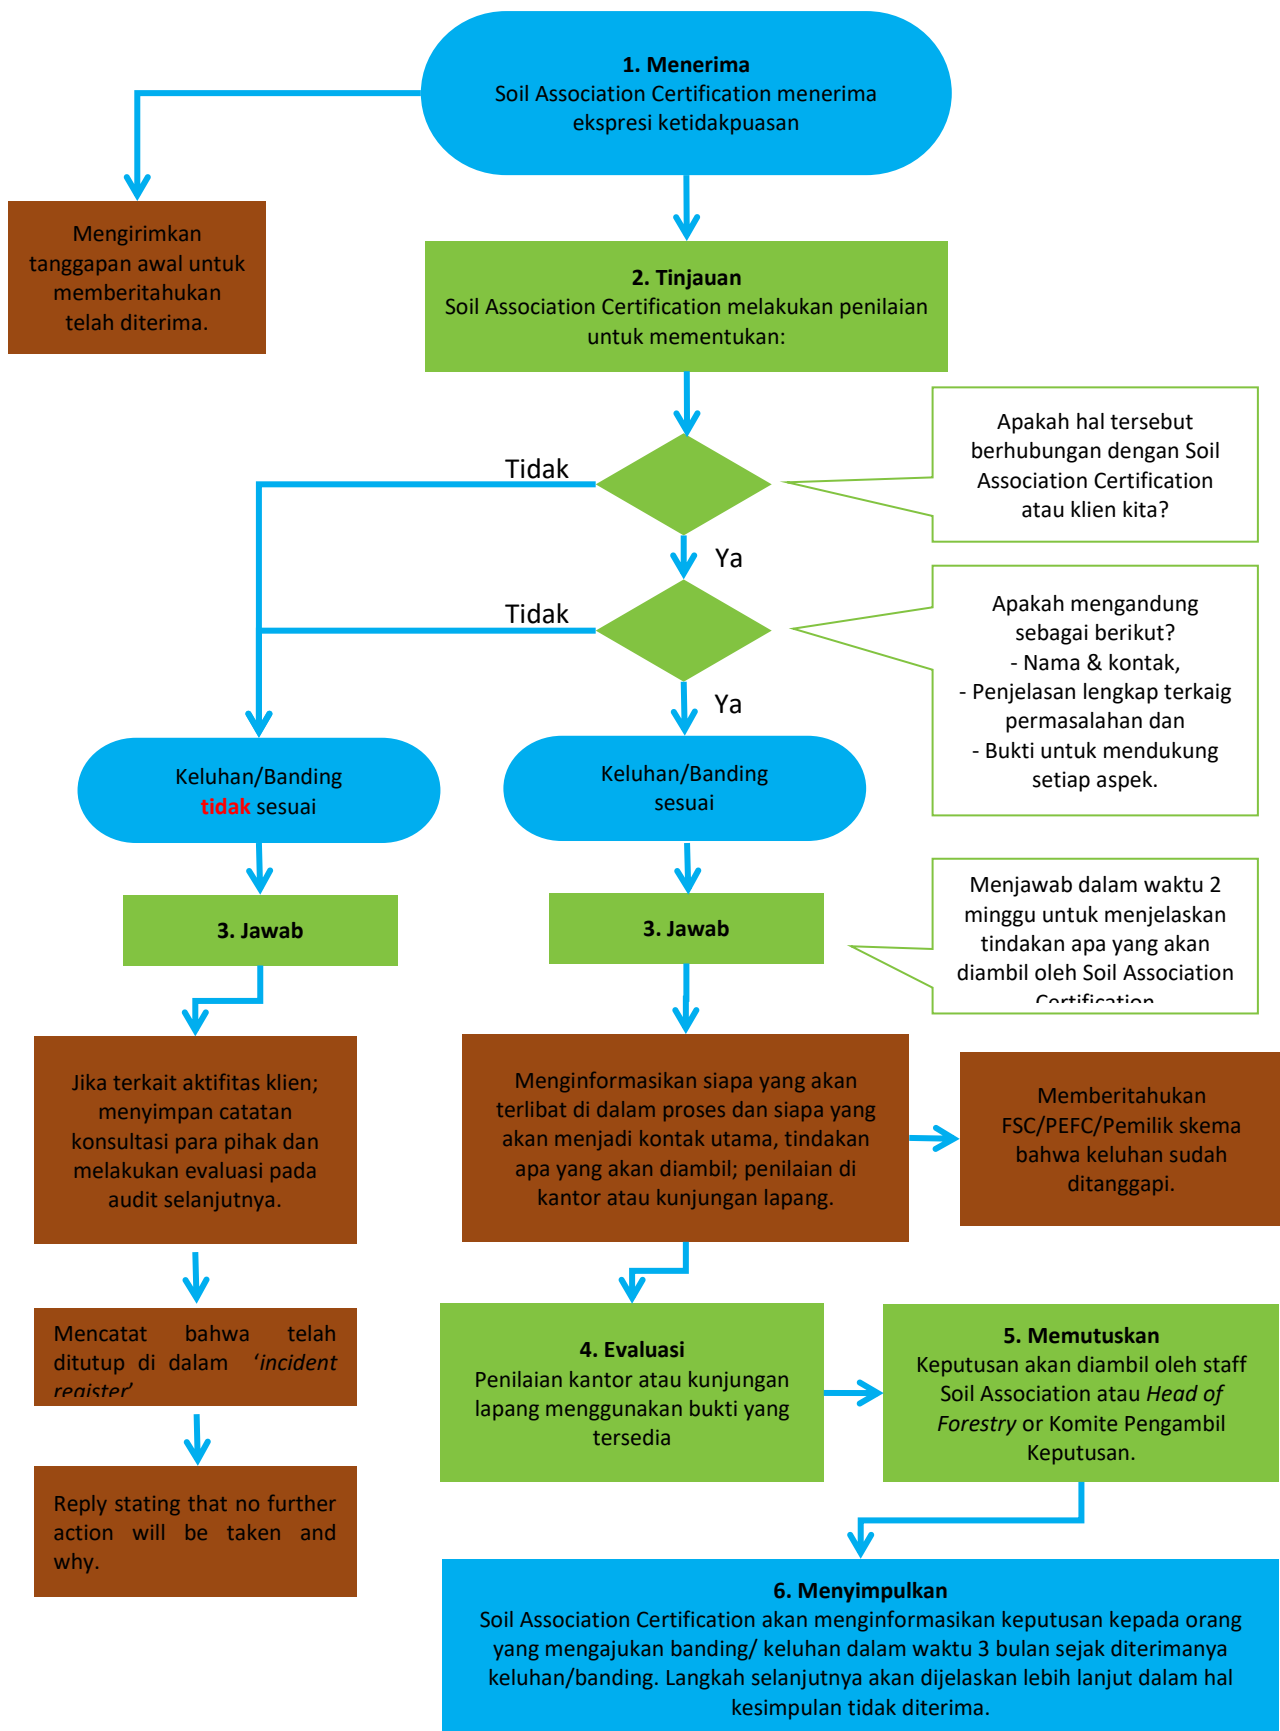 1. Menerima
Soil Association Certification menerima
ekspresi ketidakpuasan
Mengirimkan
tanggapan awal untuk
memberitahukan
telah diterima.
2. Tinjauan
Soil Association Certification melakukan penilaian
untuk mementukan:
Apakah hal tersebut
berhubungan dengan Soil
Association Certification
atau klien kita?
Tidak
Ya
Apakah mengandung
sebagai berikut?
- Nama & kontak,
- Penjelasan lengkap terkaig
permasalahan dan
- Bukti untuk mendukung
setiap aspek.
Tidak
Ya
Keluhan/Banding
tidak sesuai
Keluhan/Banding
sesuai
3. Jawab
3. Jawab
Menjawab dalam waktu 2
minggu untuk menjelaskan
tindakan apa yang akan
diambil oleh Soil Association
Certification
Jika terkait aktifitas klien;
menyimpan catatan
konsultasi para pihak dan
melakukan evaluasi pada
audit selanjutnya.
Menginformasikan siapa yang akan
terlibat di dalam proses dan siapa yang
akan menjadi kontak utama, tindakan
apa yang akan diambil; penilaian di
kantor atau kunjungan lapang.
Memberitahukan
FSC/PEFC/Pemilik skema
bahwa keluhan sudah
ditanggapi.
Mencatat bahwa telah
ditutup di dalam ‘incident
register’
4. Evaluasi
Penilaian kantor atau kunjungan
lapang menggunakan bukti yang
tersedia
5. Memutuskan
Keputusan akan diambil oleh staff
Soil Association atau Head of
Forestry or Komite Pengambil
Keputusan.
Reply stating that no further
action will be taken and
why.
6. Menyimpulkan
Soil Association Certification akan menginformasikan keputusan kepada orang
yang mengajukan banding/ keluhan dalam waktu 3 bulan sejak diterimanya
keluhan/banding. Langkah selanjutnya akan dijelaskan lebih lanjut dalam hal
kesimpulan tidak diterima.